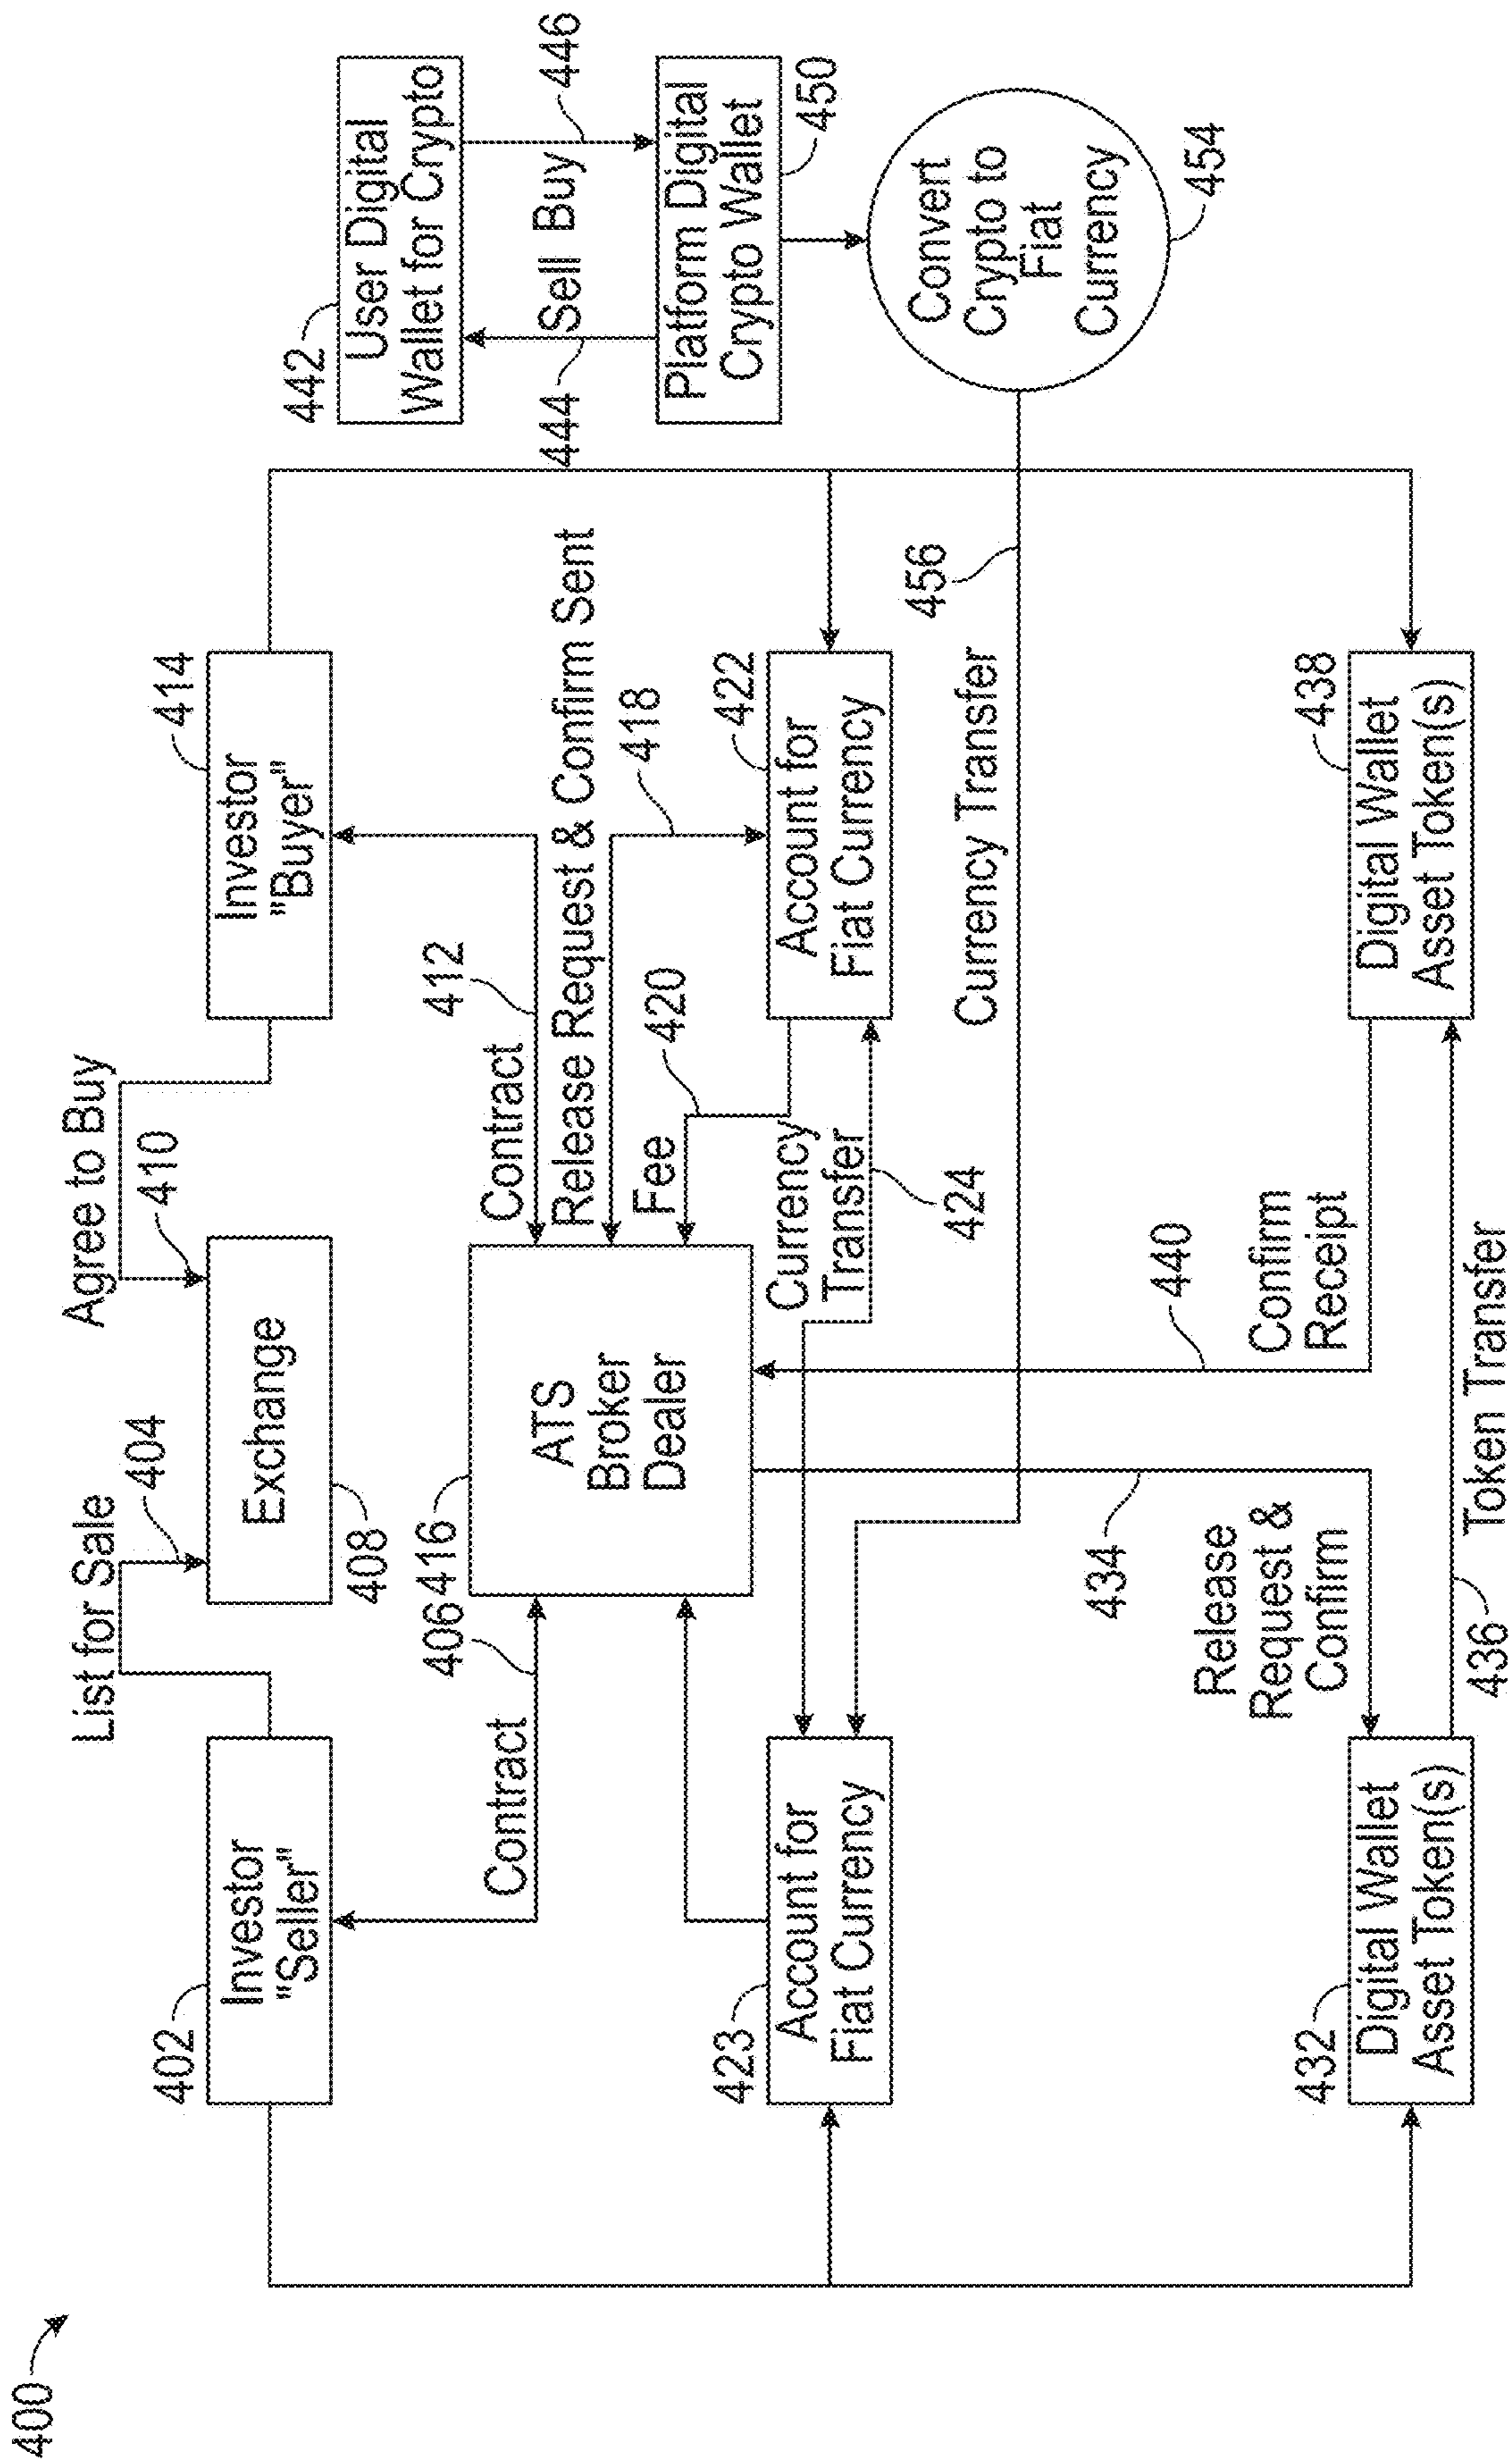 400
List for Sale
404
Agree to Buy
410
402
Investor
"Seller"
Exchange
408
Investor
"Buyer"
414
442
User Digital
Wallet for Crypto
444
Sell
Buy
446
Contract
406
416
ATS
Broker
Dealer
Contract
412
Release Request & Confirm Sent
418
Fee
420
Platform Digital
Crypto Wallet
450
423
Account for
Fiat Currency
Currency
Transfer
424
Account for
Fiat Currency
422
Convert
Crypto to
Fiat
Currency
454
Currency Transfer
456
434
Release
Request &
Confirm
440
Confirm
Receipt
432
Digital Wallet
Asset Token(s)
436
Token Transfer
Digital Wallet
Asset Token(s)
438